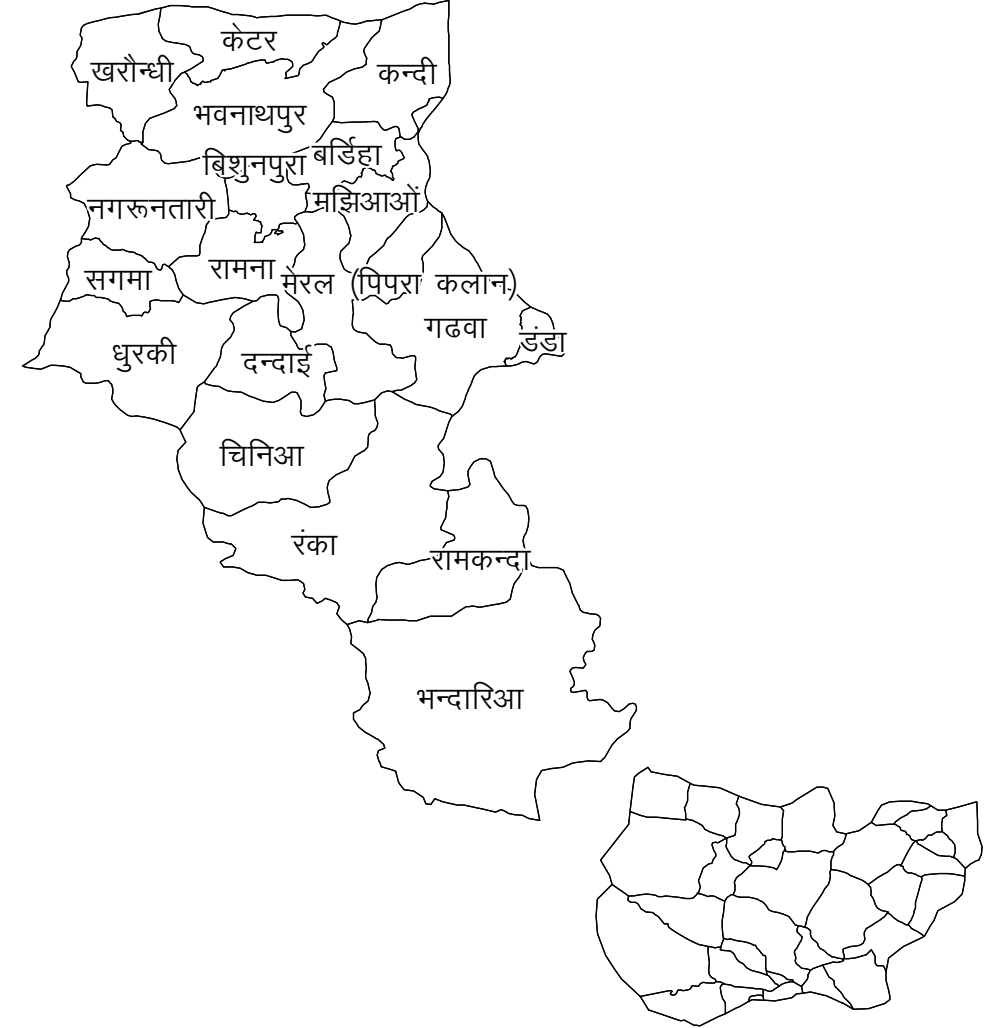 केटर
खरौन्धी
कन्दी
भवनाथपुर
बर्डिहा
बिशुनपुरा
मझिआओं
नगरूनतारी
रामना
सगमा
मेरल (पिपरा कलान)
गढवा
डंडा
धुरकी
दन्दाई
चिनिआ
रंका
रामकन्दा
भन्दारिआ